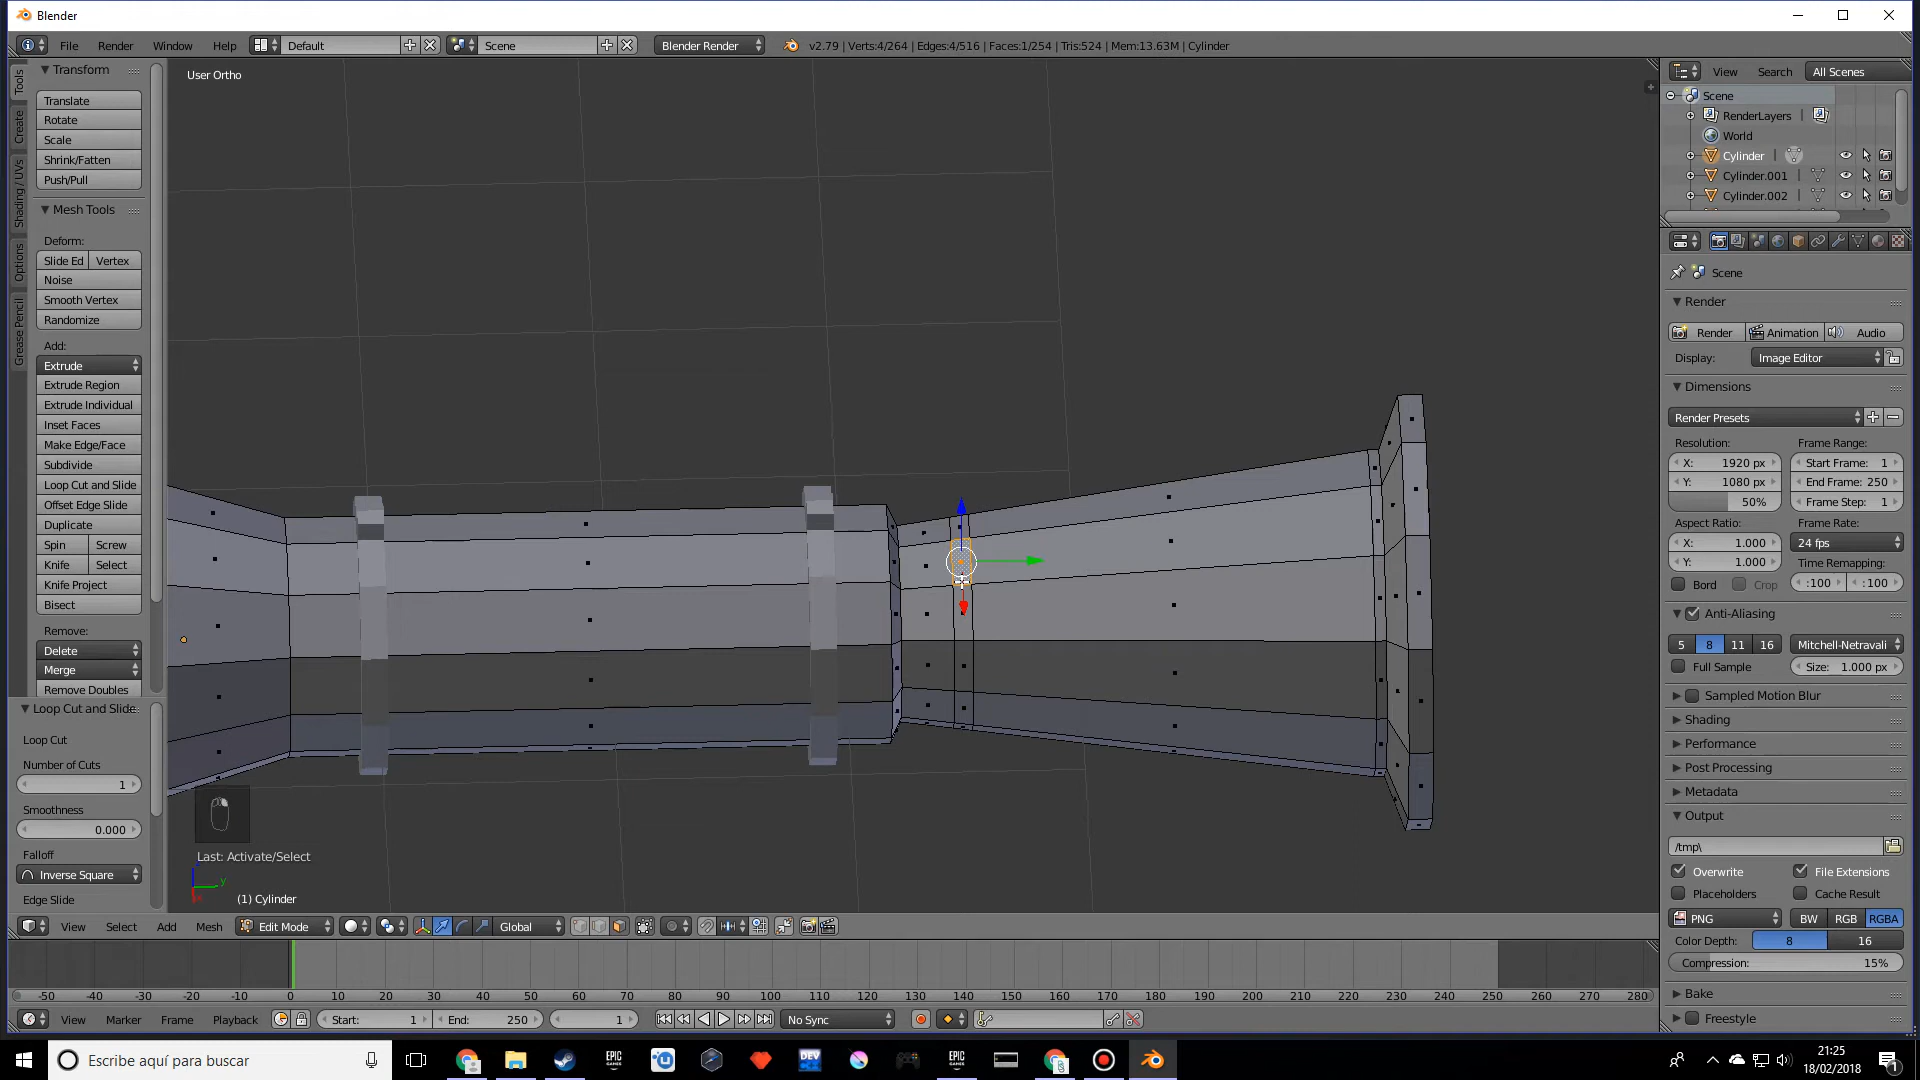 Blender
File Render Window Help Default Scene Blender Render v2.79 | Verts:4/264 | Edges:4/516 | Faces:1/254 | Tris:524 | Mem:13.63M | Cylinder
Tools
Create
Shading / UVs
Options
Grease Pencil
Transform
Translate
Rotate
Scale
Shrink/Fatten
Push/Pull
Mesh Tools
Deform:
Slide Ed Vertex
Noise
Smooth Vertex
Randomize
Add:
Extrude
Extrude Region
Extrude Individual
Inset Faces
Make Edge/Face
Subdivide
Loop Cut and Slide
Offset Edge Slide
Duplicate
Spin Screw
Knife Select
Knife Project
Bisect
Remove:
Delete
Merge
Remove Doubles
Loop Cut and Slide
Loop Cut
Number of Cuts
1
Smoothness
0.000
Falloff
Inverse Square
Edge Slide
User Ortho
Last: Activate/Select
y
(1) Cylinder
View Select Add Mesh Edit Mode Global
-50 -40 -30 -20 -10 0 10 20 30 40 50 60 70 80 90 100 110 120 130 140 150 160 170 180 190 200 210 220 230 240 250 260 270 280
View Marker Frame Playback Start: 1 End: 250 1 No Sync
View Search All Scenes
Scene
RenderLayers |
World
Cylinder |
Cylinder.001 |
Cylinder.002 |
Scene
Render
Render Animation Audio
Display: Image Editor
Dimensions
Render Presets
Resolution: Frame Range:
X: 1920 px Start Frame: 1
Y: 1080 px End Frame: 250
50% Frame Step: 1
Aspect Ratio: Frame Rate:
X: 1.000 24 fps
Y: 1.000 Time Remapping:
Bord Crop :100 :100
Anti-Aliasing
5 8 11 16 Mitchell-Netravali
Full Sample Size: 1.000 px
Sampled Motion Blur
Shading
Performance
Post Processing
Metadata
Output
/tmp\
Overwrite File Extensions
Placeholders Cache Result
PNG BW RGB RGBA
Color Depth: 8 16
Compression: 15%
Bake
Freestyle
Escribe aquí para buscar
EPIC GAMES
DEV
EPIC GAMES
21:25
18/02/2018
1